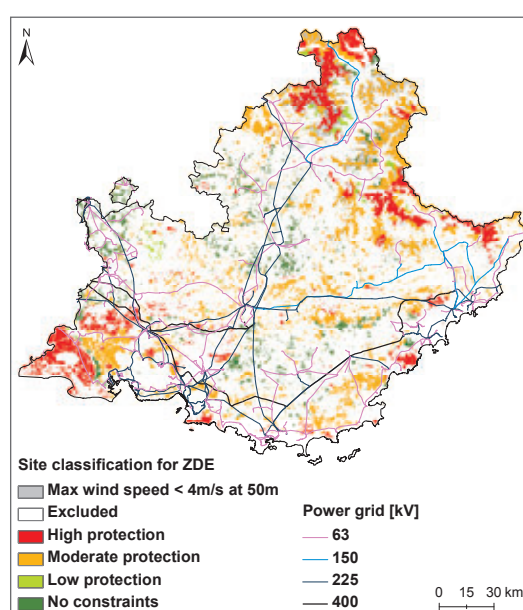 N
Site classification for ZDE
Max wind speed < 4m/s at 50m
Excluded
High protection
Moderate protection
Low protection
No constraints
Power grid [kV]
63
150
225
400
0 15 30 km